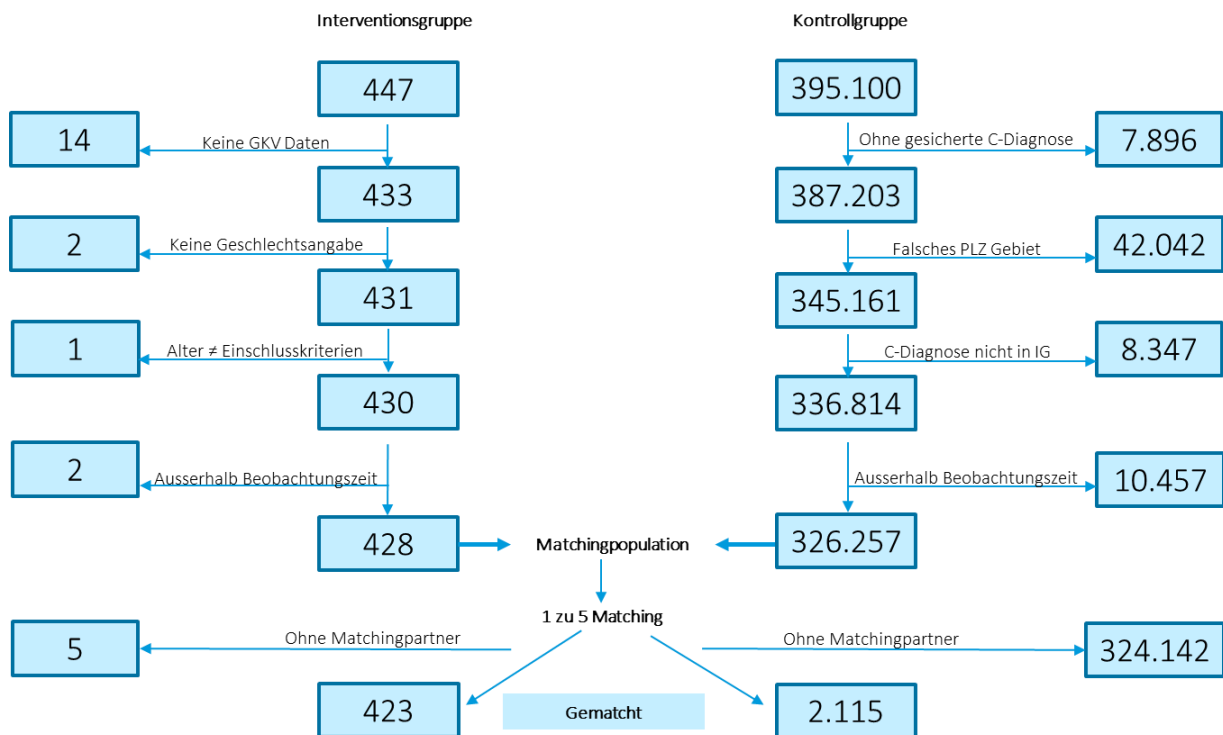 Interventionsgruppe
Kontrollgruppe
447
395.100
14
Keine GKV Daten
Ohne gesicherte C-Diagnose
7.896
433
387.203
2
Keine Geschlechtsangabe
Falsches PLZ Gebiet
42.042
431
345.161
1
Alter ≠ Einschlusskriterien
C-Diagnose nicht in IG
8.347
430
336.814
2
Ausserhalb Beobachtungszeit
Ausserhalb Beobachtungszeit
10.457
428
Matchingpopulation
326.257
1 zu 5 Matching
5
Ohne Matchingpartner
Ohne Matchingpartner
324.142
423
Gematcht
2.115